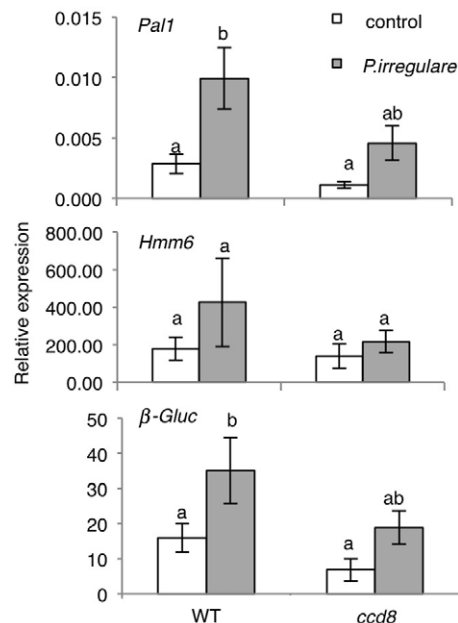 Relative expression
control
P.irregulare
Pal1
0.015
0.010
0.005
0.000
a
b
a
ab
Hmm6
800.00
600.00
400.00
200.00
0.00
a
a
a
a
β-Gluc
50
40
30
20
10
0
a
b
a
ab
WT
ccd8